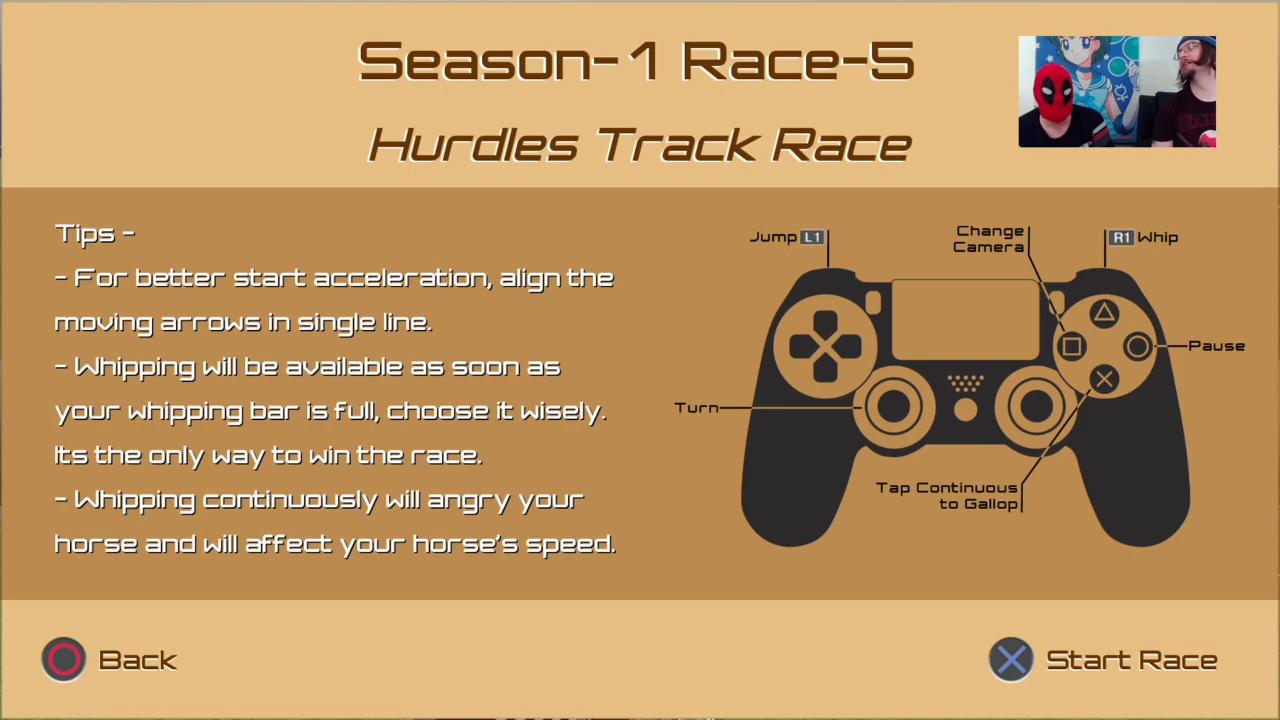 Season-1 Race-5
Hurdles Track Race
Tips -
- For better start acceleration, align the
moving arrows in single line.
- Whipping will be available as soon as
your whipping bar is full, choose it wisely.
Its the only way to win the race.
- Whipping continuously will angry your
horse and will affect your horse's speed.
Jump L1
Change
Camera
R1 Whip
Pause
Turn
Tap Continuous
to Gallop
Back
Start Race